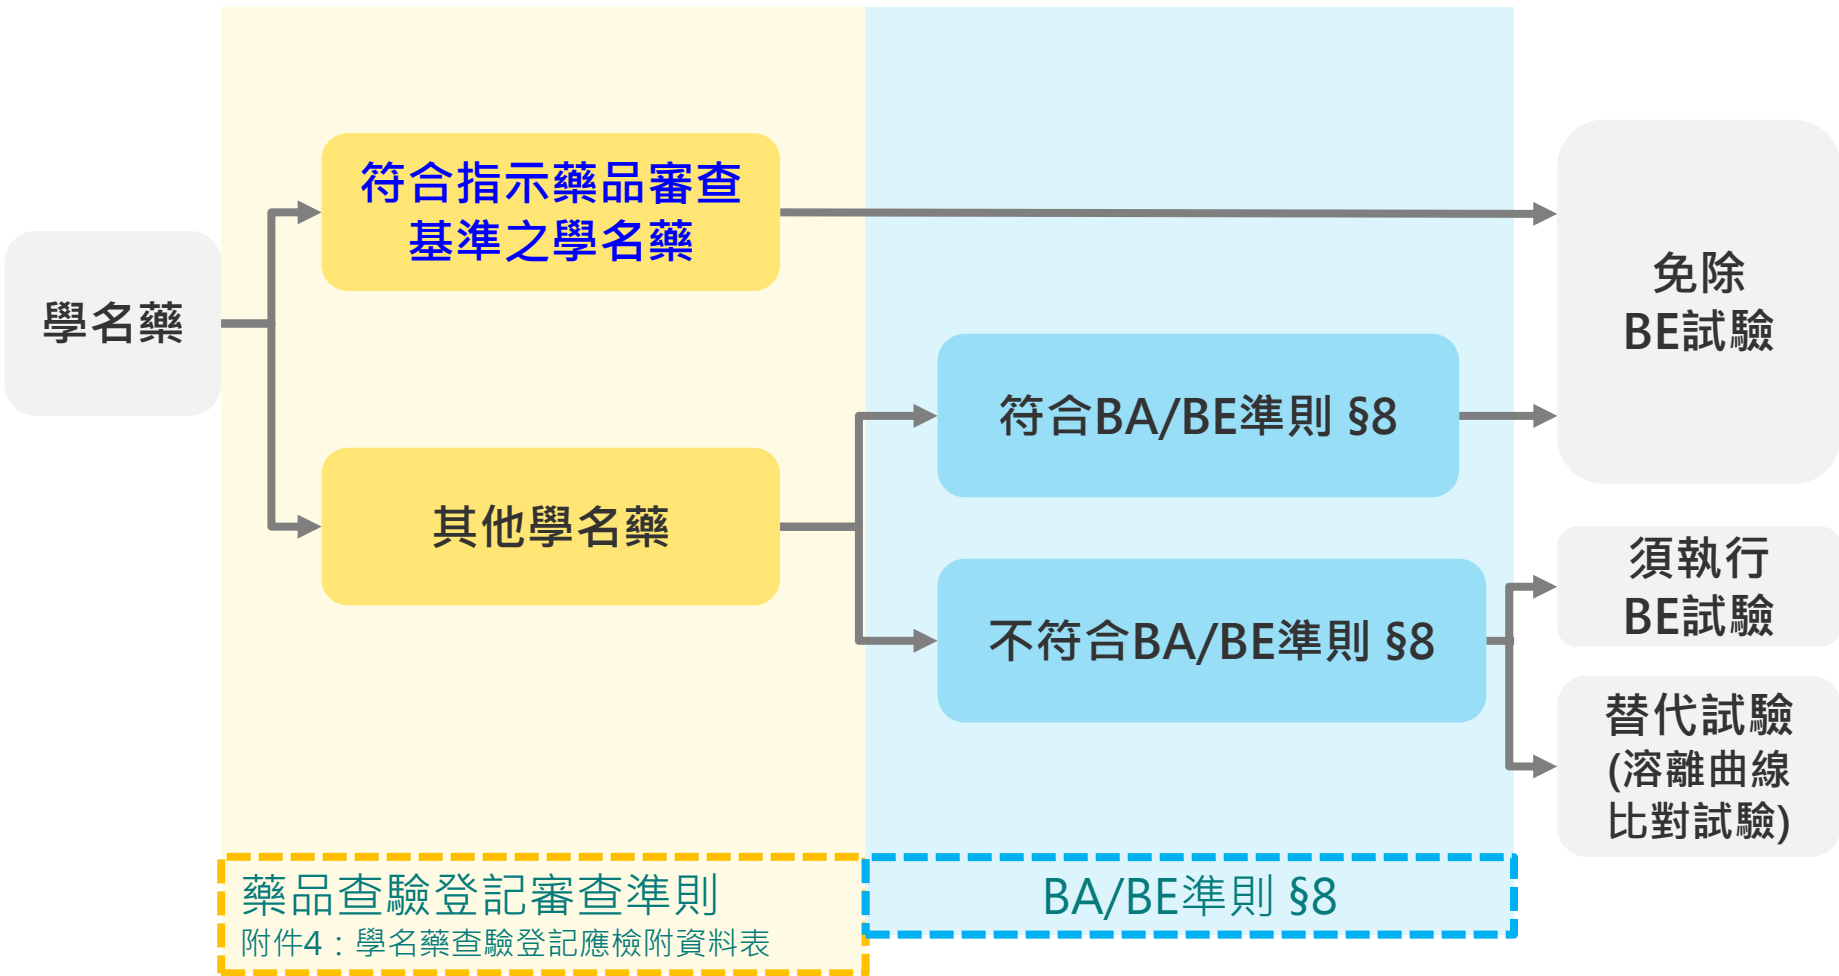 學名藥
符合指示藥品審查
基準之學名藥
其他學名藥
符合BA/BE準則 §8
不符合BA/BE準則 §8
免除
BE試驗
須執行
BE試驗
替代試驗
(溶離曲線
比對試驗)
藥品查驗登記審查準則
附件4：學名藥查驗登記應檢附資料表
BA/BE準則 §8